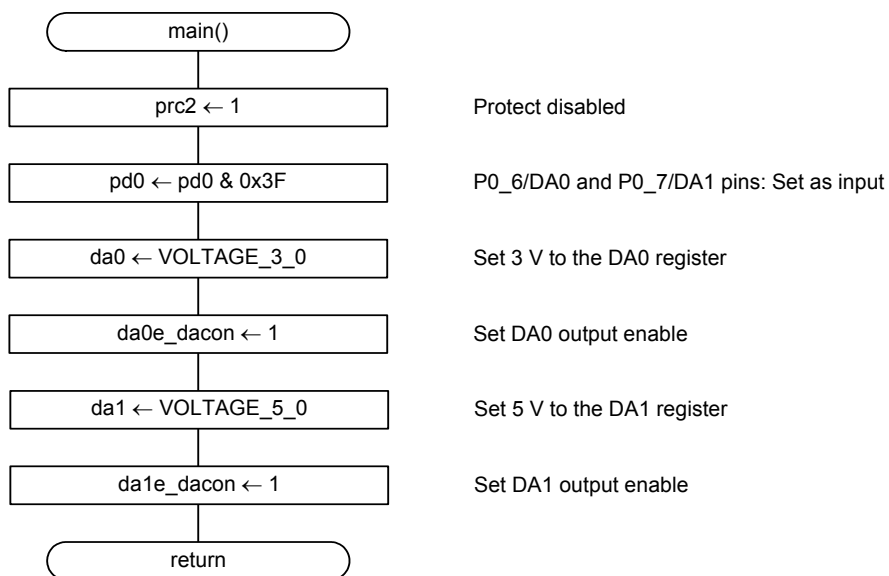 main()
prc2 ← 1
Protect disabled
pd0 ← pd0 & 0x3F
P0_6/DA0 and P0_7/DA1 pins: Set as input
da0 ← VOLTAGE_3_0
Set 3 V to the DA0 register
da0e_dacon ← 1
Set DA0 output enable
da1 ← VOLTAGE_5_0
Set 5 V to the DA1 register
da1e_dacon ← 1
Set DA1 output enable
return